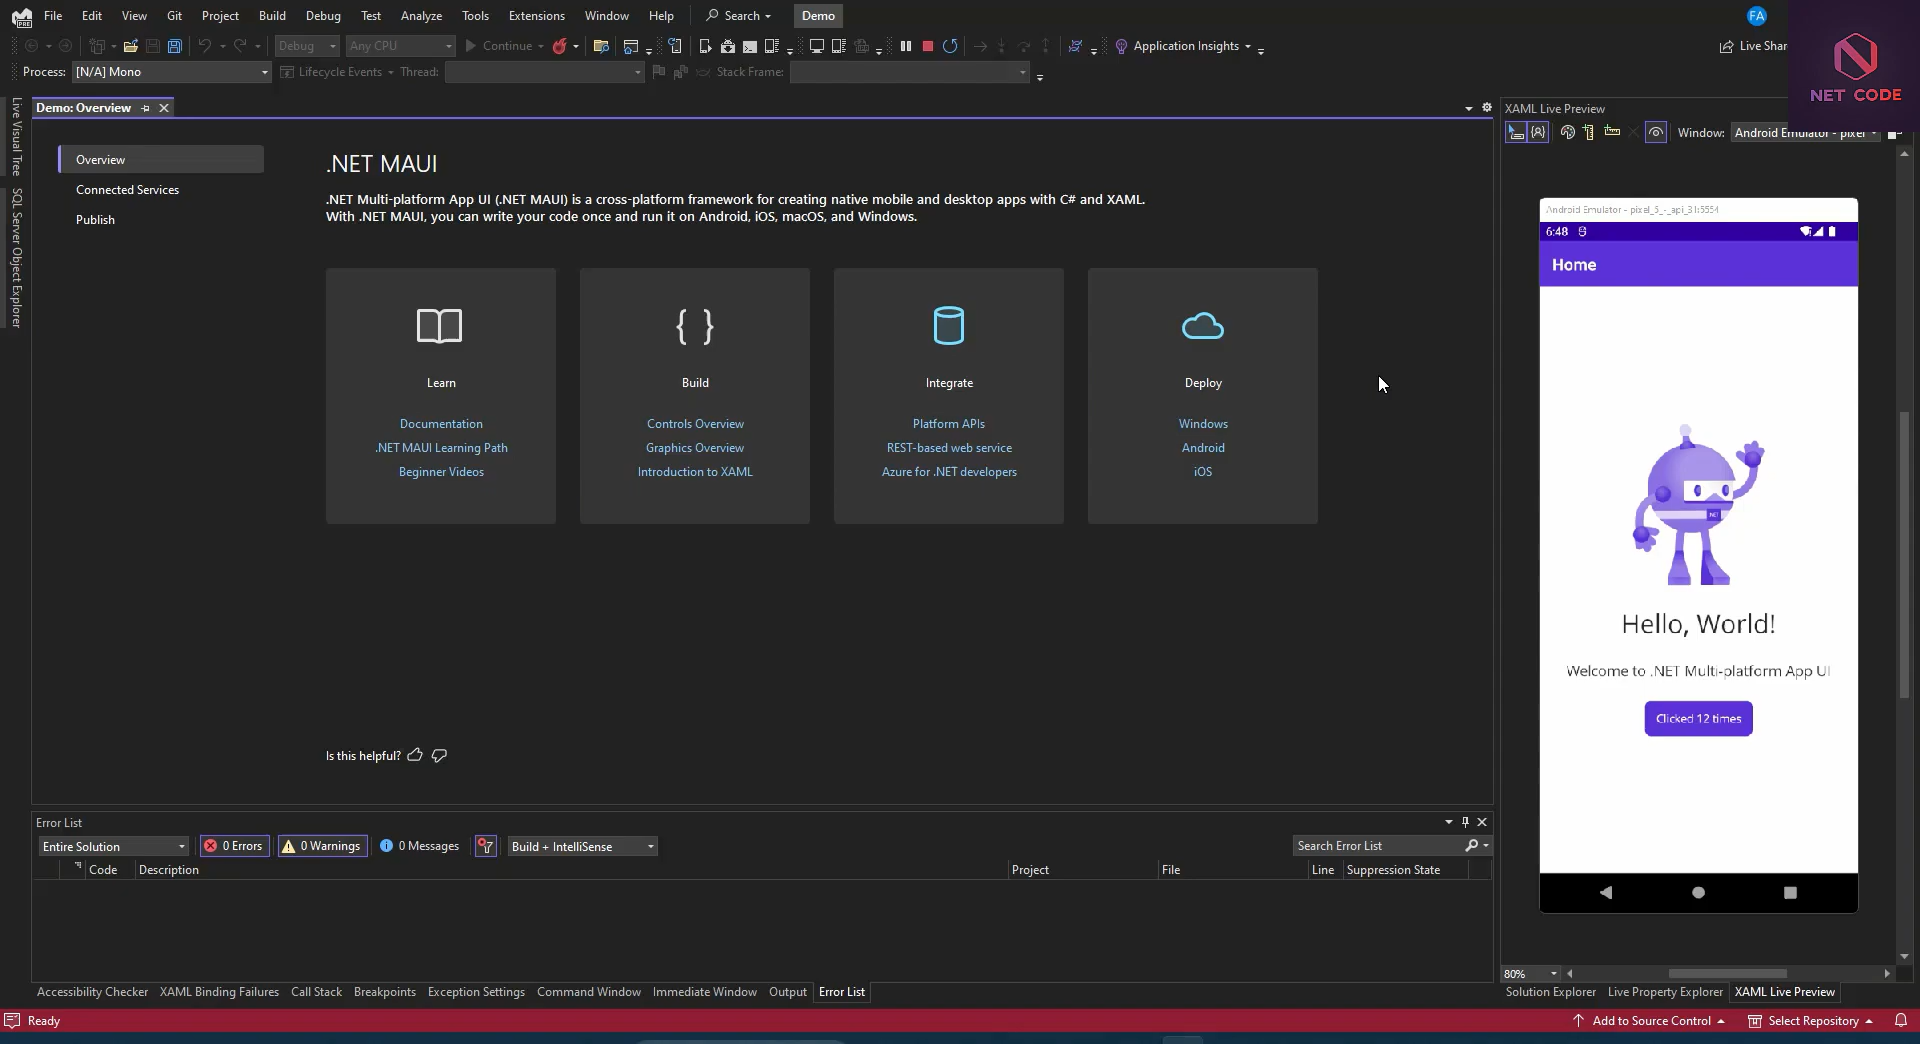 PRE
File Edit View Git Project Build Debug Test Analyze Tools Extensions Window Help Search Demo
FA
Debug Any CPU Continue Application Insights Live Shar
Process: [N/A] Mono Lifecycle Events Thread: Stack Frame:
NET CODE
Live Visual Tree
SQL Server Object Explorer
Demo: Overview
Overview
Connected Services
Publish
.NET MAUI
.NET Multi-platform App UI (.NET MAUI) is a cross-platform framework for creating native mobile and desktop apps with C# and XAML.
With .NET MAUI, you can write your code once and run it on Android, iOS, macOS, and Windows.
Learn
Documentation
.NET MAUI Learning Path
Beginner Videos
Build
Controls Overview
Graphics Overview
Introduction to XAML
Integrate
Platform APIs
REST-based web service
Azure for .NET developers
Deploy
Windows
Android
iOS
Is this helpful?
XAML Live Preview
Window: Android Emulator - pixel
Android Emulator - pixel_5_-_api_31:5554
6:48
Home
.NET
Hello, World!
Welcome to .NET Multi-platform App UI
Clicked 12 times
80%
Solution Explorer Live Property Explorer XAML Live Preview
Error List
Entire Solution 0 Errors 0 Warnings 0 Messages Build + IntelliSense Search Error List
Code Description Project File Line Suppression State
Accessibility Checker XAML Binding Failures Call Stack Breakpoints Exception Settings Command Window Immediate Window Output Error List
Ready Add to Source Control Select Repository